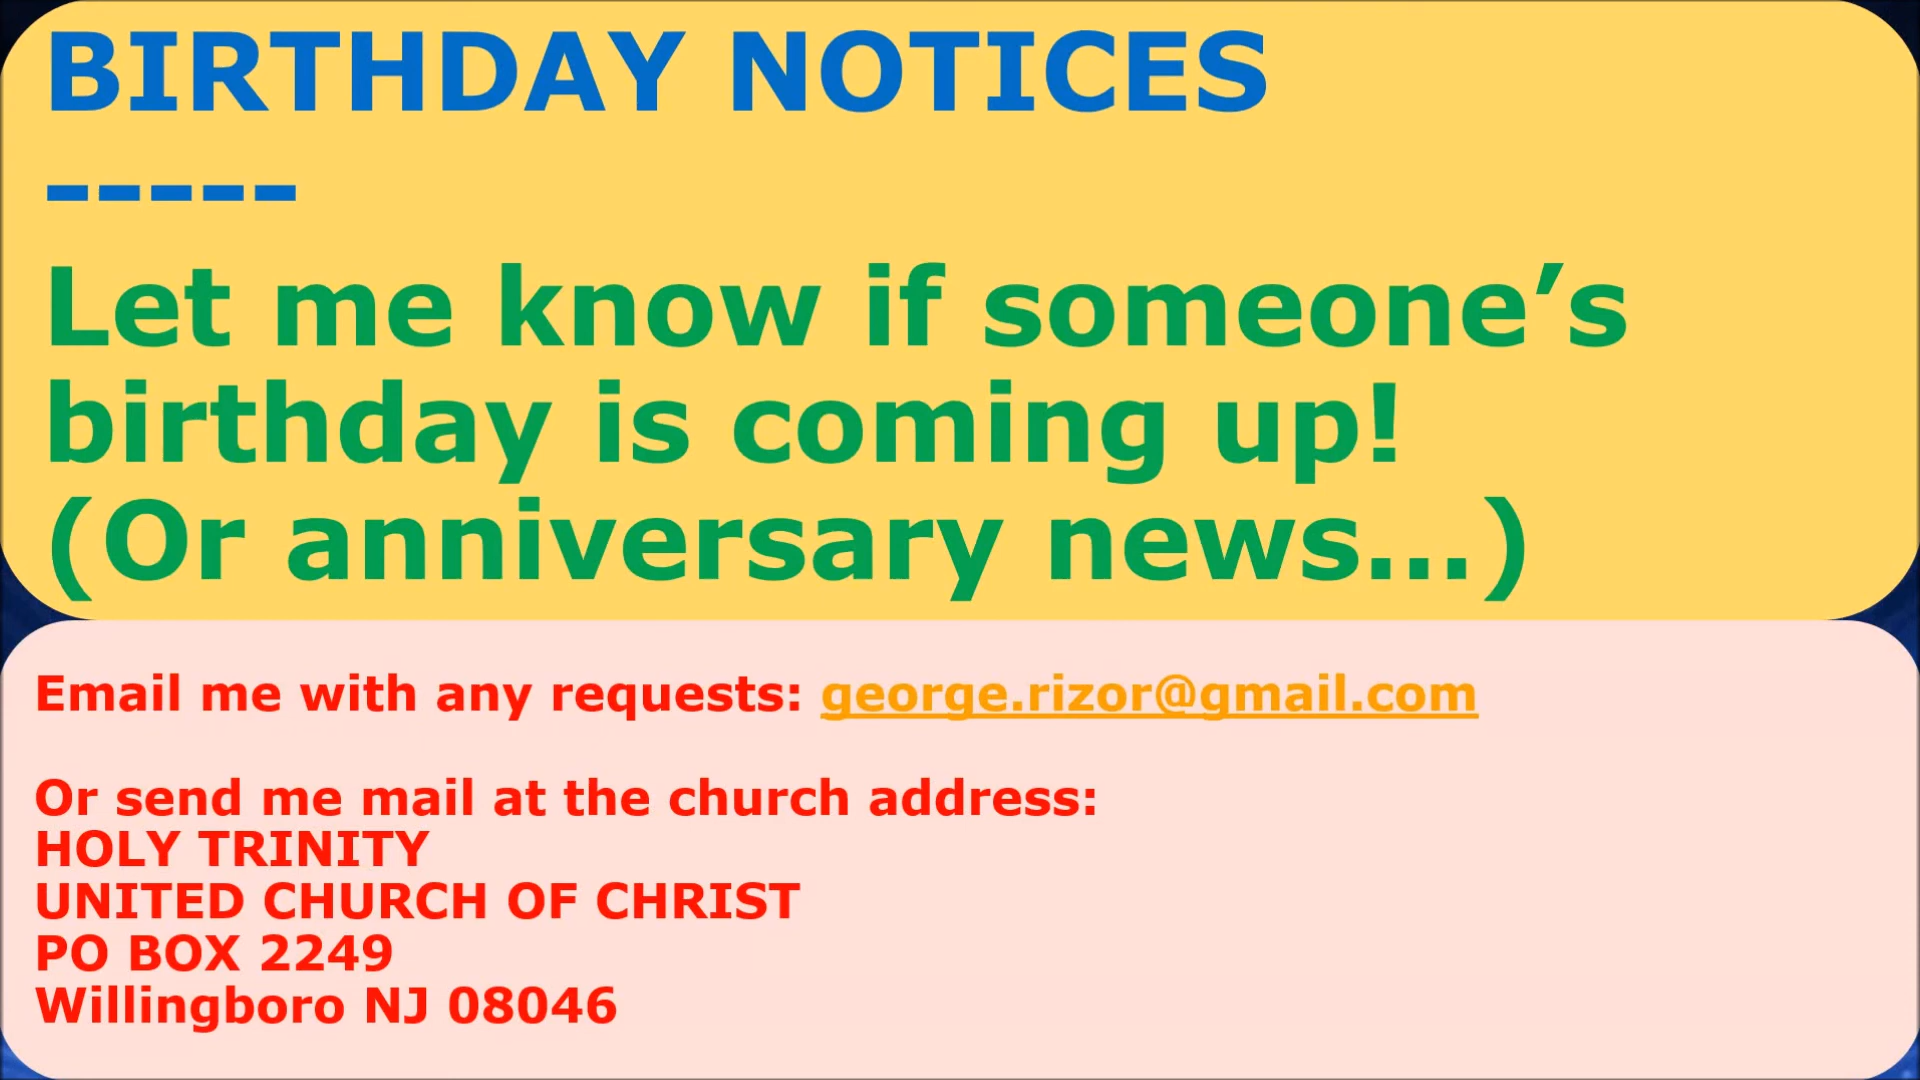 BIRTHDAY NOTICES
-----
Let me know if someone’s
birthday is coming up!
(Or anniversary news…)
Email me with any requests: george.rizor@gmail.com
Or send me mail at the church address:
HOLY TRINITY
UNITED CHURCH OF CHRIST
PO BOX 2249
Willingboro NJ 08046